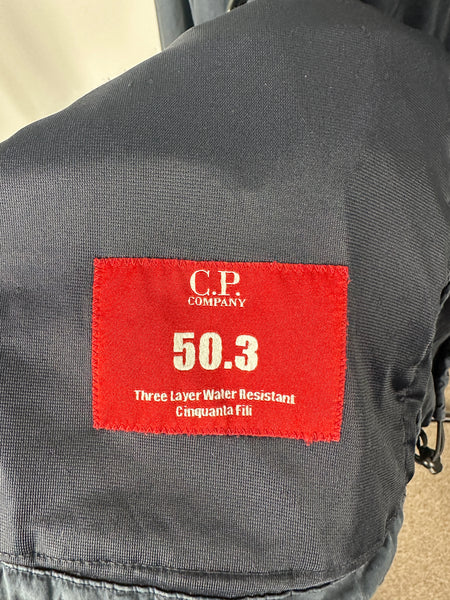 C.P.
COMPANY
50.3
Three Layer Water Resistant
Cinquanta Fili